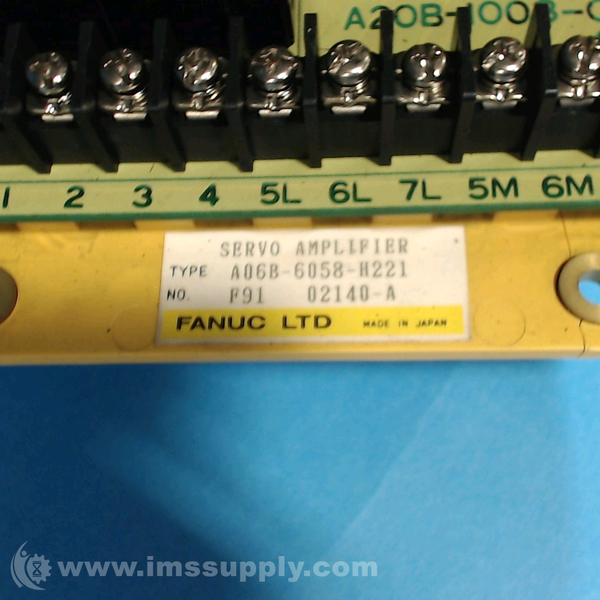 A20B-1003-0
1 2 3 4 5L 6L 7L 5M 6M
SERVO AMPLIFIER
TYPE A06B-6058-H221
NO. F91 02140-A
FANUC LTD MADE IN JAPAN
www.imssupply.com